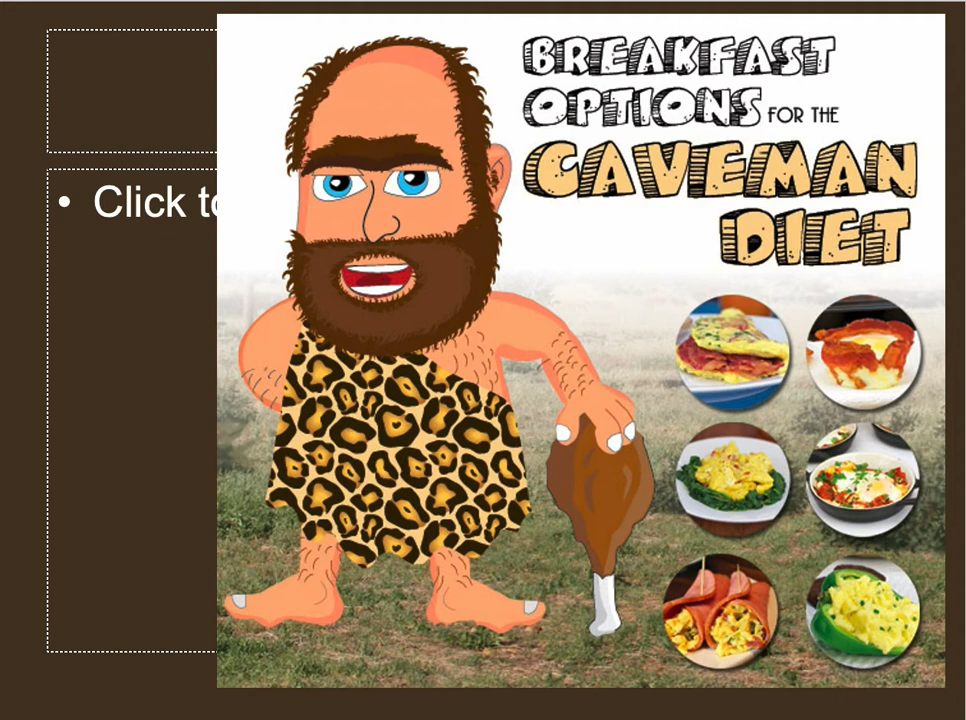 • Click to
BREAKFAST
OPTIONS FOR THE
CAVEMAN
DIET